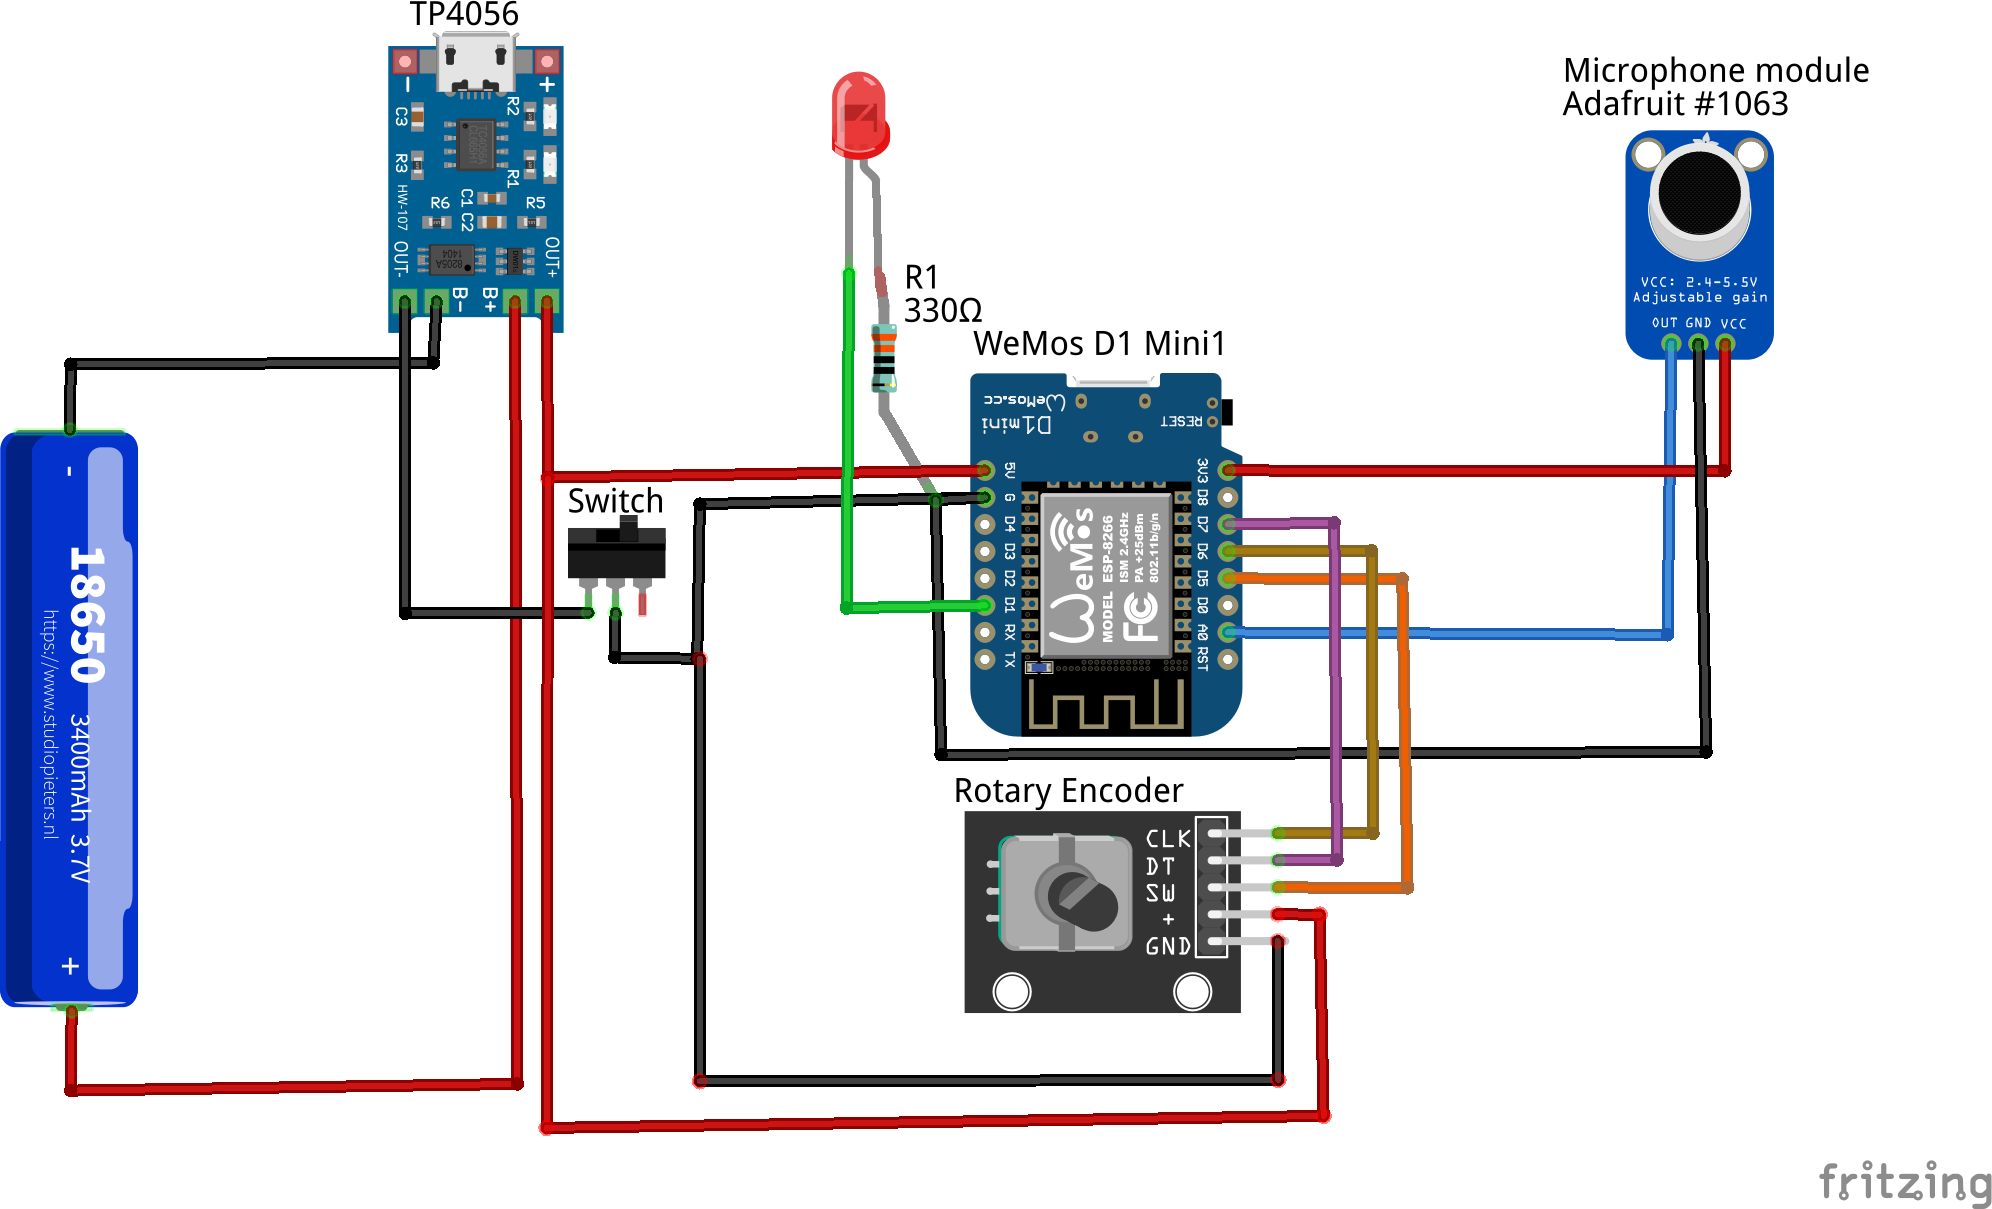 TP4056
-
+
C3
R2
R3
R1
HW-107
C1
C2
R6
R5
OUT-
OUT+
B-
B+
8205A
1404
R1
330Ω
WeMos D1 Mini1
WeMos.cc
D1mini
RESET
5V
G
D4
D3
D2
D1
RX
TX
3V3
D8
D7
D6
D5
D0
A0
RST
WeMos
MODEL ESP-8266
ISM 2.4GHz
PA +25dBm
802.11b/g/n
FC
Microphone module
Adafruit #1063
VCC: 2.4-5.5V
Adjustable gain
OUT GND VCC
Switch
-
18650
3400mAh 3.7V
https://www.studiopieters.nl
+
Rotary Encoder
CLK
DT
SW
+
GND
fritzing